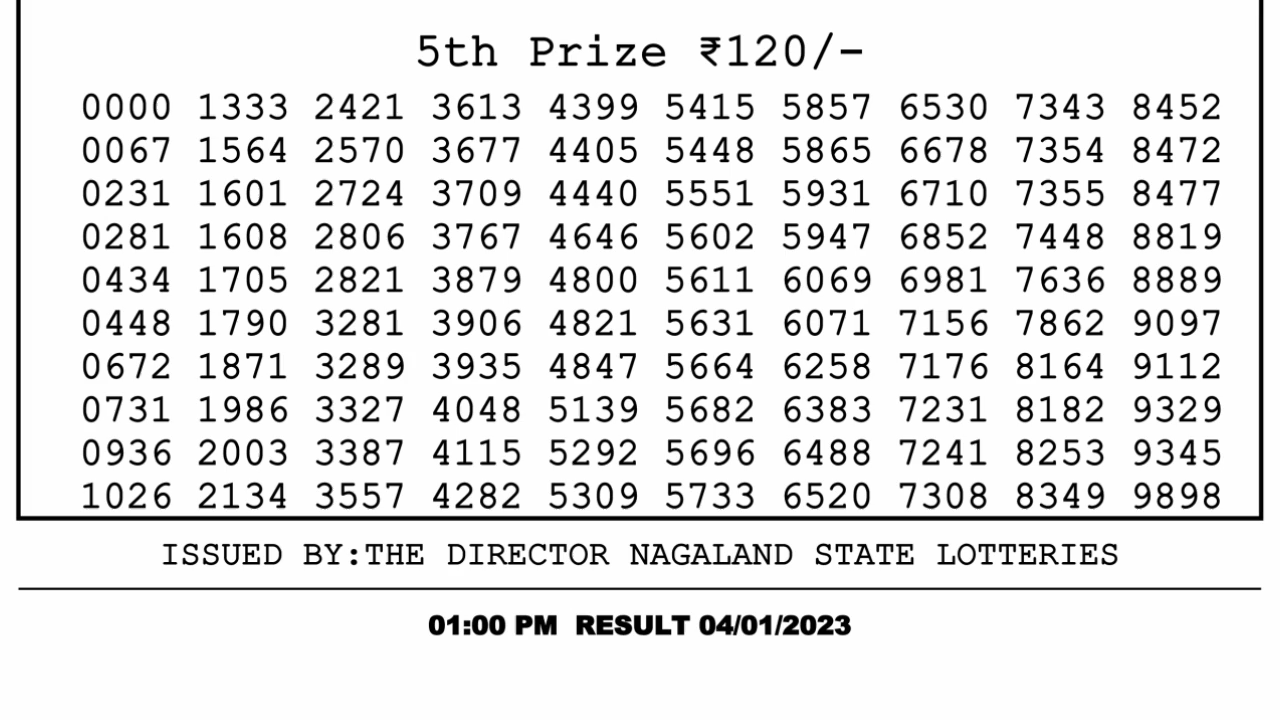 5th Prize ₹120/-
0000 1333 2421 3613 4399 5415 5857 6530 7343 8452
0067 1564 2570 3677 4405 5448 5865 6678 7354 8472
0231 1601 2724 3709 4440 5551 5931 6710 7355 8477
0281 1608 2806 3767 4646 5602 5947 6852 7448 8819
0434 1705 2821 3879 4800 5611 6069 6981 7636 8889
0448 1790 3281 3906 4821 5631 6071 7156 7862 9097
0672 1871 3289 3935 4847 5664 6258 7176 8164 9112
0731 1986 3327 4048 5139 5682 6383 7231 8182 9329
0936 2003 3387 4115 5292 5696 6488 7241 8253 9345
1026 2134 3557 4282 5309 5733 6520 7308 8349 9898
ISSUED BY:THE DIRECTOR NAGALAND STATE LOTTERIES
01:00 PM RESULT 04/01/2023